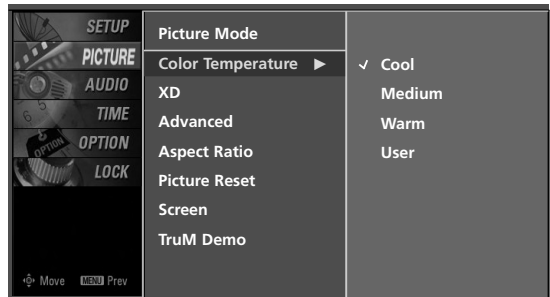 SETUP
PICTURE
AUDIO
TIME
OPTION
LOCK
Move MENU Prev
Picture Mode
Color Temperature ►
XD
Advanced
Aspect Ratio
Picture Reset
Screen
TruM Demo
✓ Cool
Medium
Warm
User